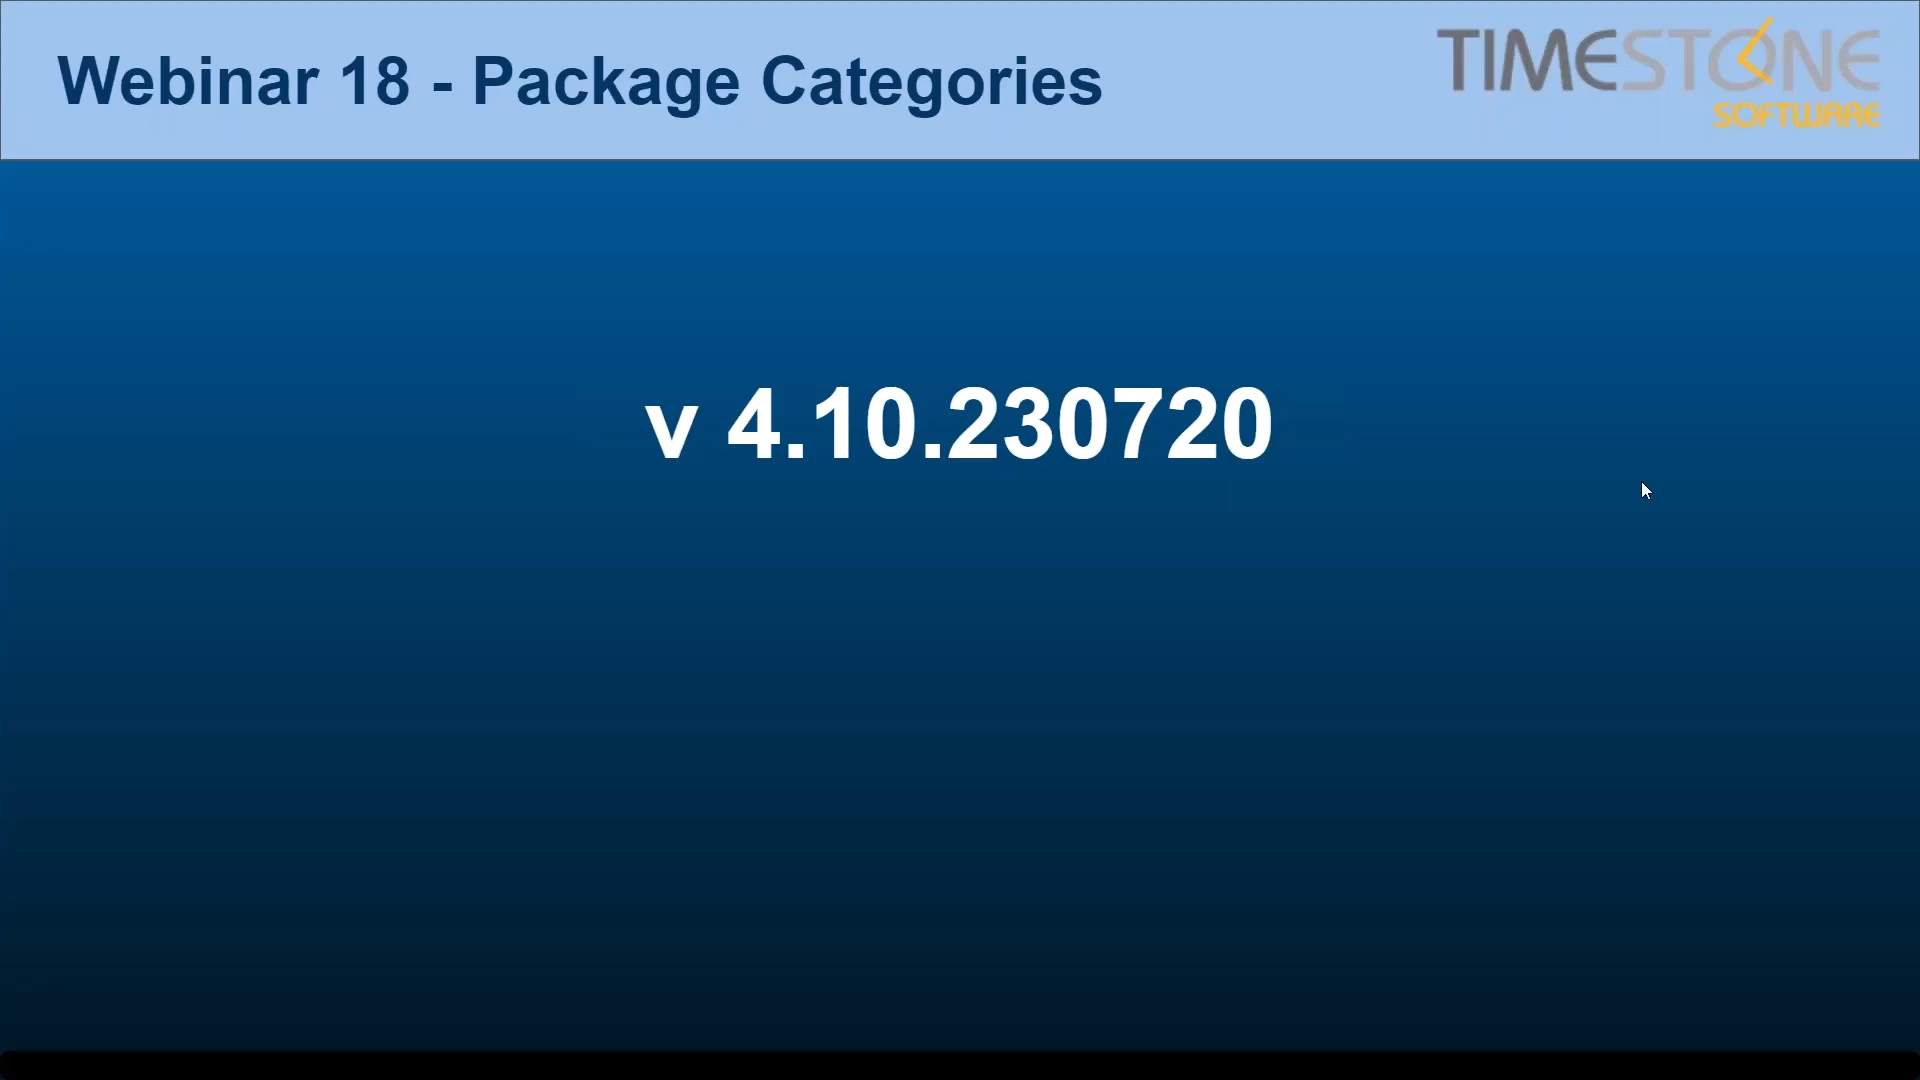 Webinar 18 - Package Categories
TIMESTONE
SOFTWARE
v 4.10.230720